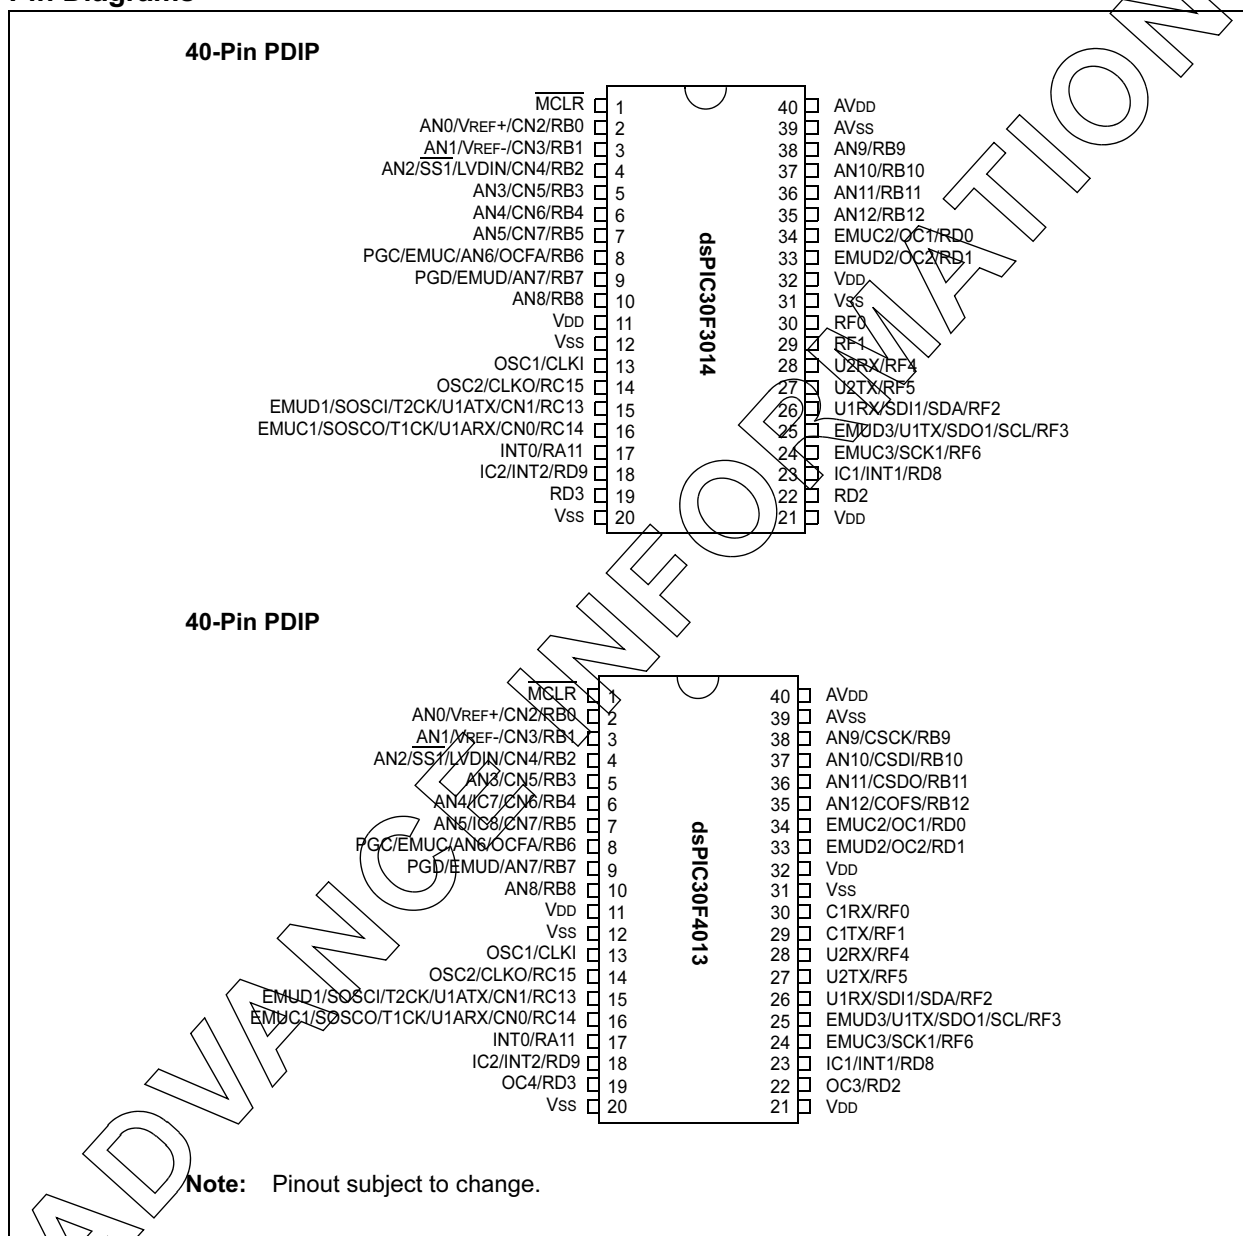 Pin Diagrams
40-Pin PDIP
MCLR 1
AN0/VREF+/CN2/RB0 2
AN1/VREF-/CN3/RB1 3
AN2/SS1/LVDIN/CN4/RB2 4
AN3/CN5/RB3 5
AN4/CN6/RB4 6
AN5/CN7/RB5 7
PGC/EMUC/AN6/OCFA/RB6 8
PGD/EMUD/AN7/RB7 9
AN8/RB8 10
VDD 11
VSS 12
OSC1/CLKI 13
OSC2/CLKO/RC15 14
EMUD1/SOSCI/T2CK/U1ATX/CN1/RC13 15
EMUC1/SOSCO/T1CK/U1ARX/CN0/RC14 16
INT0/RA11 17
IC2/INT2/RD9 18
RD3 19
VSS 20
dsPIC30F3014
40 AVDD
39 AVSS
38 AN9/RB9
37 AN10/RB10
36 AN11/RB11
35 AN12/RB12
34 EMUC2/OC1/RD0
33 EMUD2/OC2/RD1
32 VDD
31 VSS
30 RF0
29 RF1
28 U2RX/RF4
27 U2TX/RF5
26 U1RX/SDI1/SDA/RF2
25 EMUD3/U1TX/SDO1/SCL/RF3
24 EMUC3/SCK1/RF6
23 IC1/INT1/RD8
22 RD2
21 VDD
40-Pin PDIP
MCLR 1
AN0/VREF+/CN2/RB0 2
AN1/VREF-/CN3/RB1 3
AN2/SS1/LVDIN/CN4/RB2 4
AN3/CN5/RB3 5
AN4/IC7/CN6/RB4 6
AN5/IC8/CN7/RB5 7
PGC/EMUC/AN6/OCFA/RB6 8
PGD/EMUD/AN7/RB7 9
AN8/RB8 10
VDD 11
VSS 12
OSC1/CLKI 13
OSC2/CLKO/RC15 14
EMUD1/SOSCI/T2CK/U1ATX/CN1/RC13 15
EMUC1/SOSCO/T1CK/U1ARX/CN0/RC14 16
INT0/RA11 17
IC2/INT2/RD9 18
OC4/RD3 19
VSS 20
dsPIC30F4013
40 AVDD
39 AVSS
38 AN9/CSCK/RB9
37 AN10/CSDI/RB10
36 AN11/CSDO/RB11
35 AN12/COFS/RB12
34 EMUC2/OC1/RD0
33 EMUD2/OC2/RD1
32 VDD
31 VSS
30 C1RX/RF0
29 C1TX/RF1
28 U2RX/RF4
27 U2TX/RF5
26 U1RX/SDI1/SDA/RF2
25 EMUD3/U1TX/SDO1/SCL/RF3
24 EMUC3/SCK1/RF6
23 IC1/INT1/RD8
22 OC3/RD2
21 VDD
Note: Pinout subject to change.
ADVANCE INFORMATION